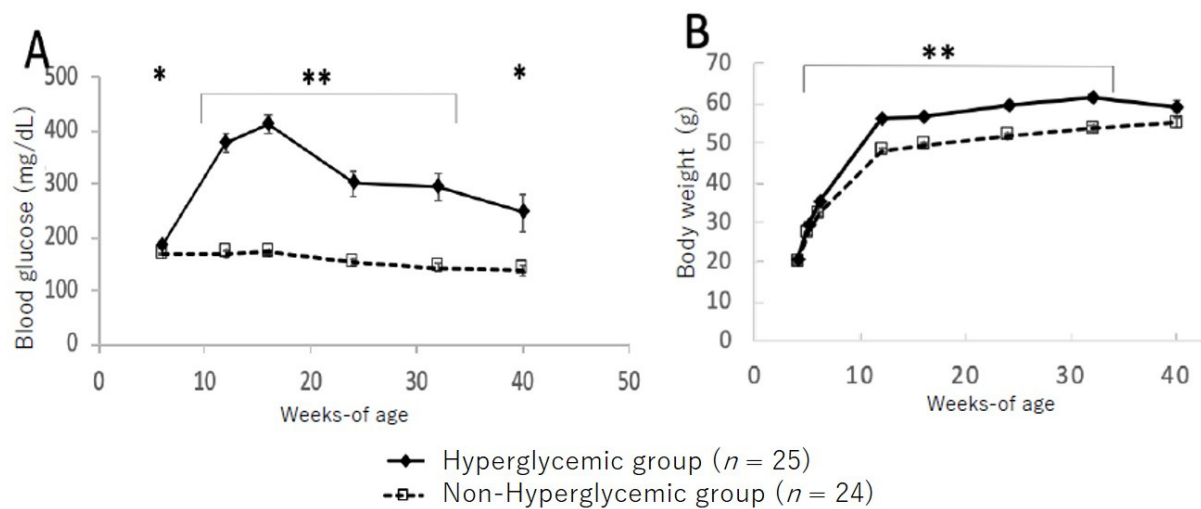 A
Blood glucose (mg/dL)
500
400
300
200
100
0
* ** *
0 10 20 30 40 50
Weeks-of age
B
Body weight (g)
70
60
50
40
30
20
10
0
**
0 10 20 30 40
Weeks-of age
Hyperglycemic group (n = 25)
Non-Hyperglycemic group (n = 24)